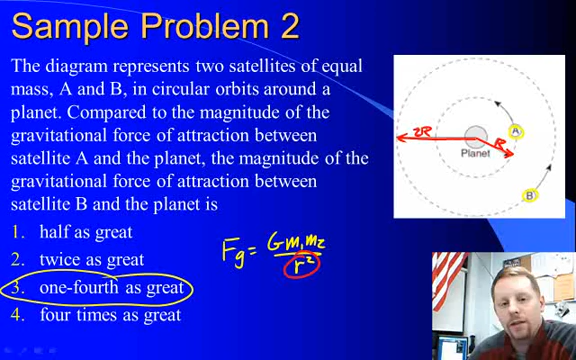 Sample Problem 2
The diagram represents two satellites of equal
mass, A and B, in circular orbits around a
planet. Compared to the magnitude of the
gravitational force of attraction between
satellite A and the planet, the magnitude of the
gravitational force of attraction between
satellite B and the planet is
1. half as great
2. twice as great
3. one-fourth as great
4. four times as great
Fg = Gm₁m₂
r²
2R
A
R
Planet
B